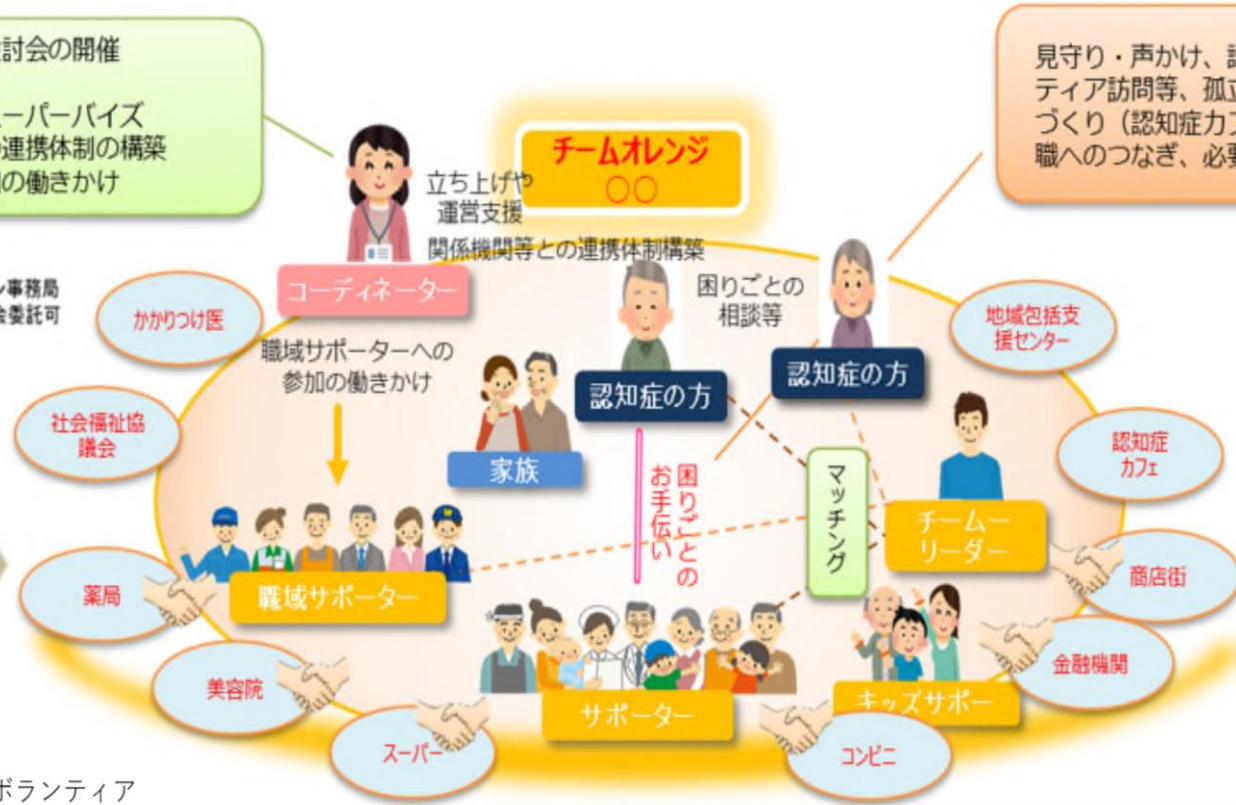 討会の開催
ーパーバイズ
連携体制の構築
の働きかけ
見守り・声かけ、
ティア訪問等、孤立
づくり（認知症カフ
職へのつなぎ、必要
チームオレンジ
〇〇
立ち上げや
運営支援
関係機関等との連携体制構築
コーディネーター
ン事務局
会委託可
かかりつけ医
困りごとの
相談等
地域包括支
援センター
職域サポーターへの
参加の働きかけ
認知症の方
認知症の方
社会福祉協
議会
家族
認知症
カフェ
困りごとの
お手伝い
マッチング
チームー
リーダー
薬局
職域サポーター
商店街
美容院
サポーター
キッズサポー
金融機関
スーパー
コンビニ
ボランティア